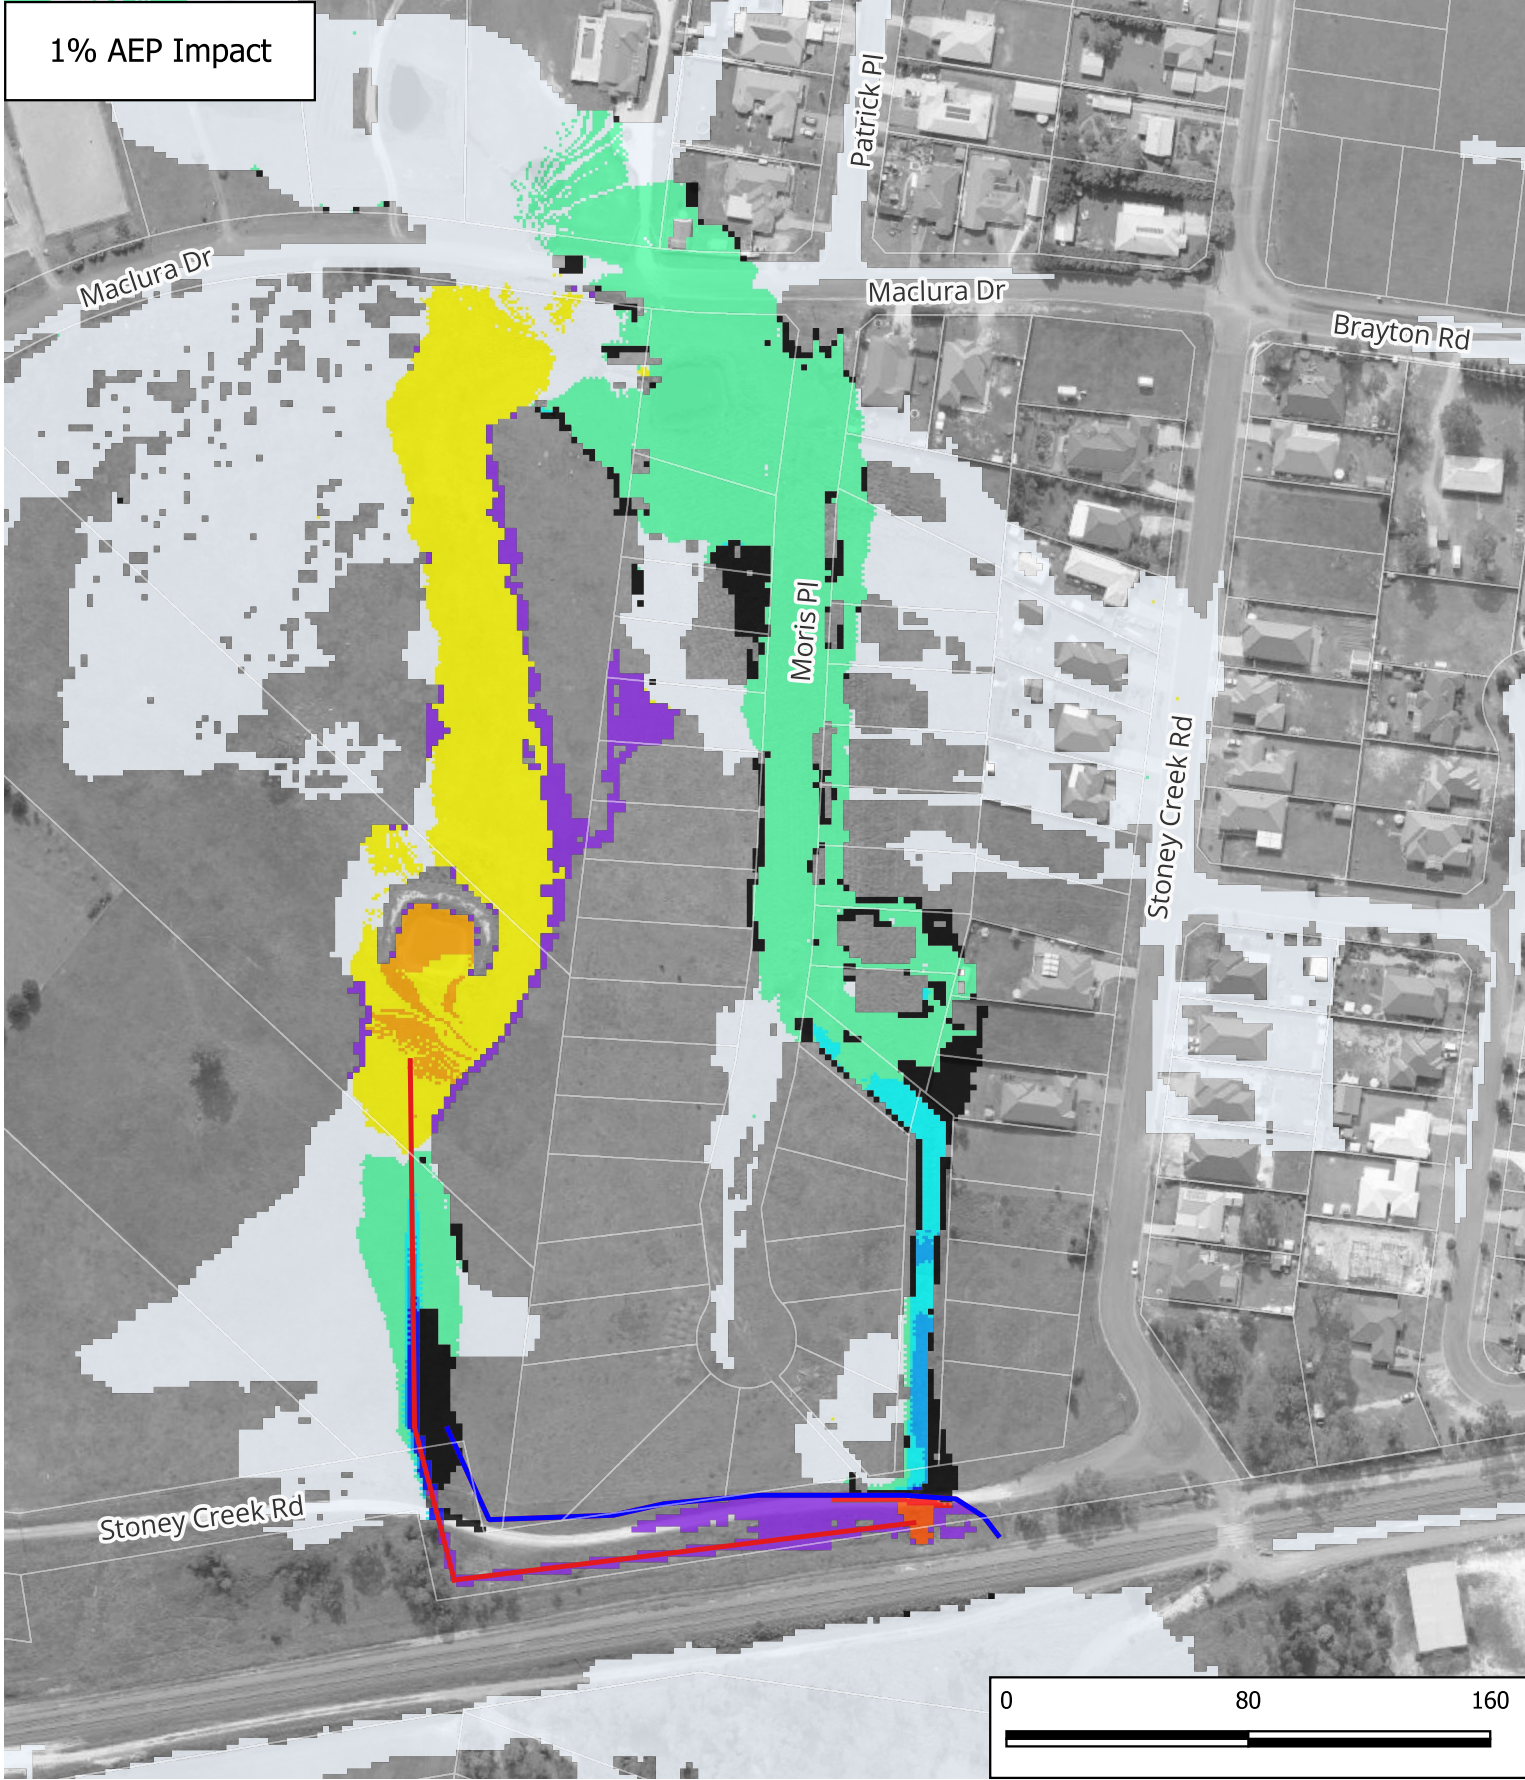 1% AEP Impact
Patrick Pl
Maclura Dr
Maclura Dr
Brayton Rd
Moris Pl
Stoney Creek Rd
Stoney Creek Rd
0 80 160